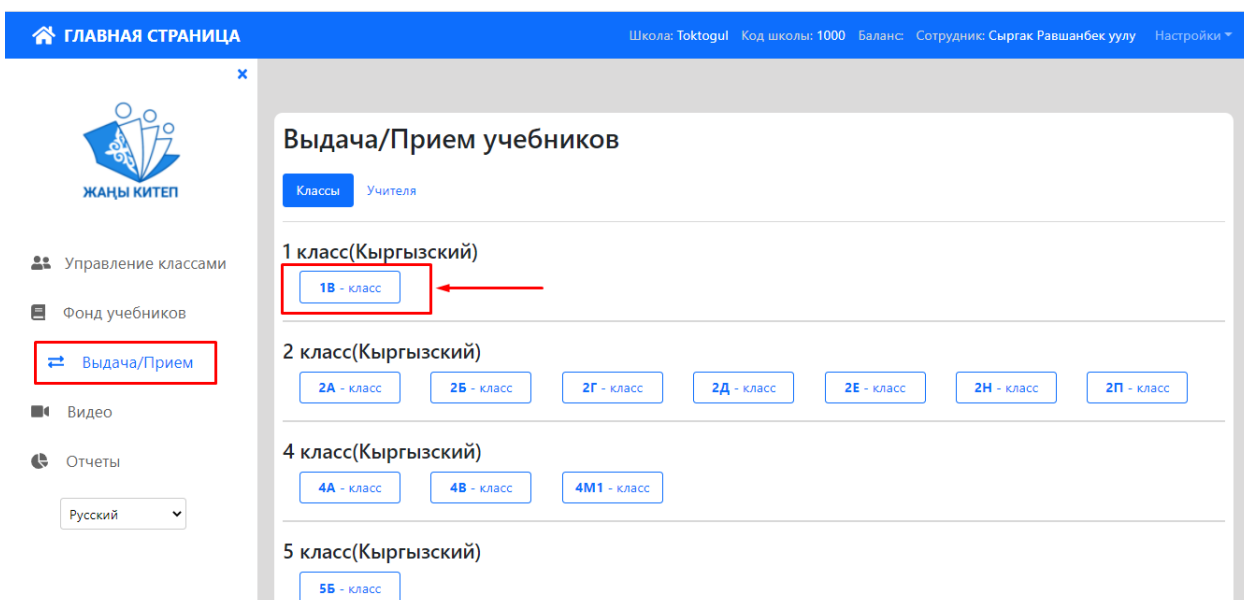 ГЛАВНАЯ СТРАНИЦА
Школа: Toktogul Код школы: 1000 Баланс: Сотрудник: Сыргак Равшанбек уулу Настройки
×
ЖАҢЫ КИТЕП
Управление классами
Фонд учебников
Выдача/Прием
Видео
Отчеты
Русский
Выдача/Прием учебников
Классы Учителя
1 класс(Кыргызский)
1В - класс
2 класс(Кыргызский)
2А - класс 2Б - класс 2Г - класс 2Д - класс 2Е - класс 2Н - класс 2П - класс
4 класс(Кыргызский)
4А - класс 4В - класс 4М1 - класс
5 класс(Кыргызский)
5Б - класс